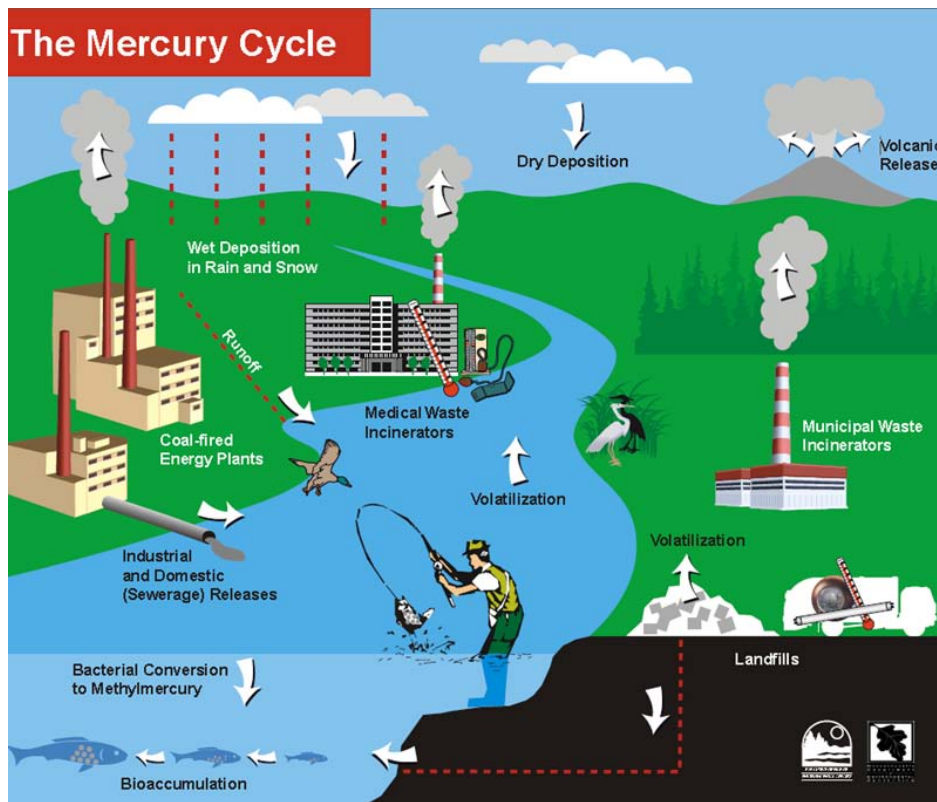 The Mercury Cycle
Volcanic
Release
Dry Deposition
Wet Deposition
in Rain and Snow
Runoff
Coal-fired
Energy Plants
Medical Waste
Incinerators
Municipal Waste
Incinerators
Volatilization
Volatilization
Industrial
and Domestic
(Sewerage) Releases
Landfills
Bacterial Conversion
to Methylmercury
Bioaccumulation